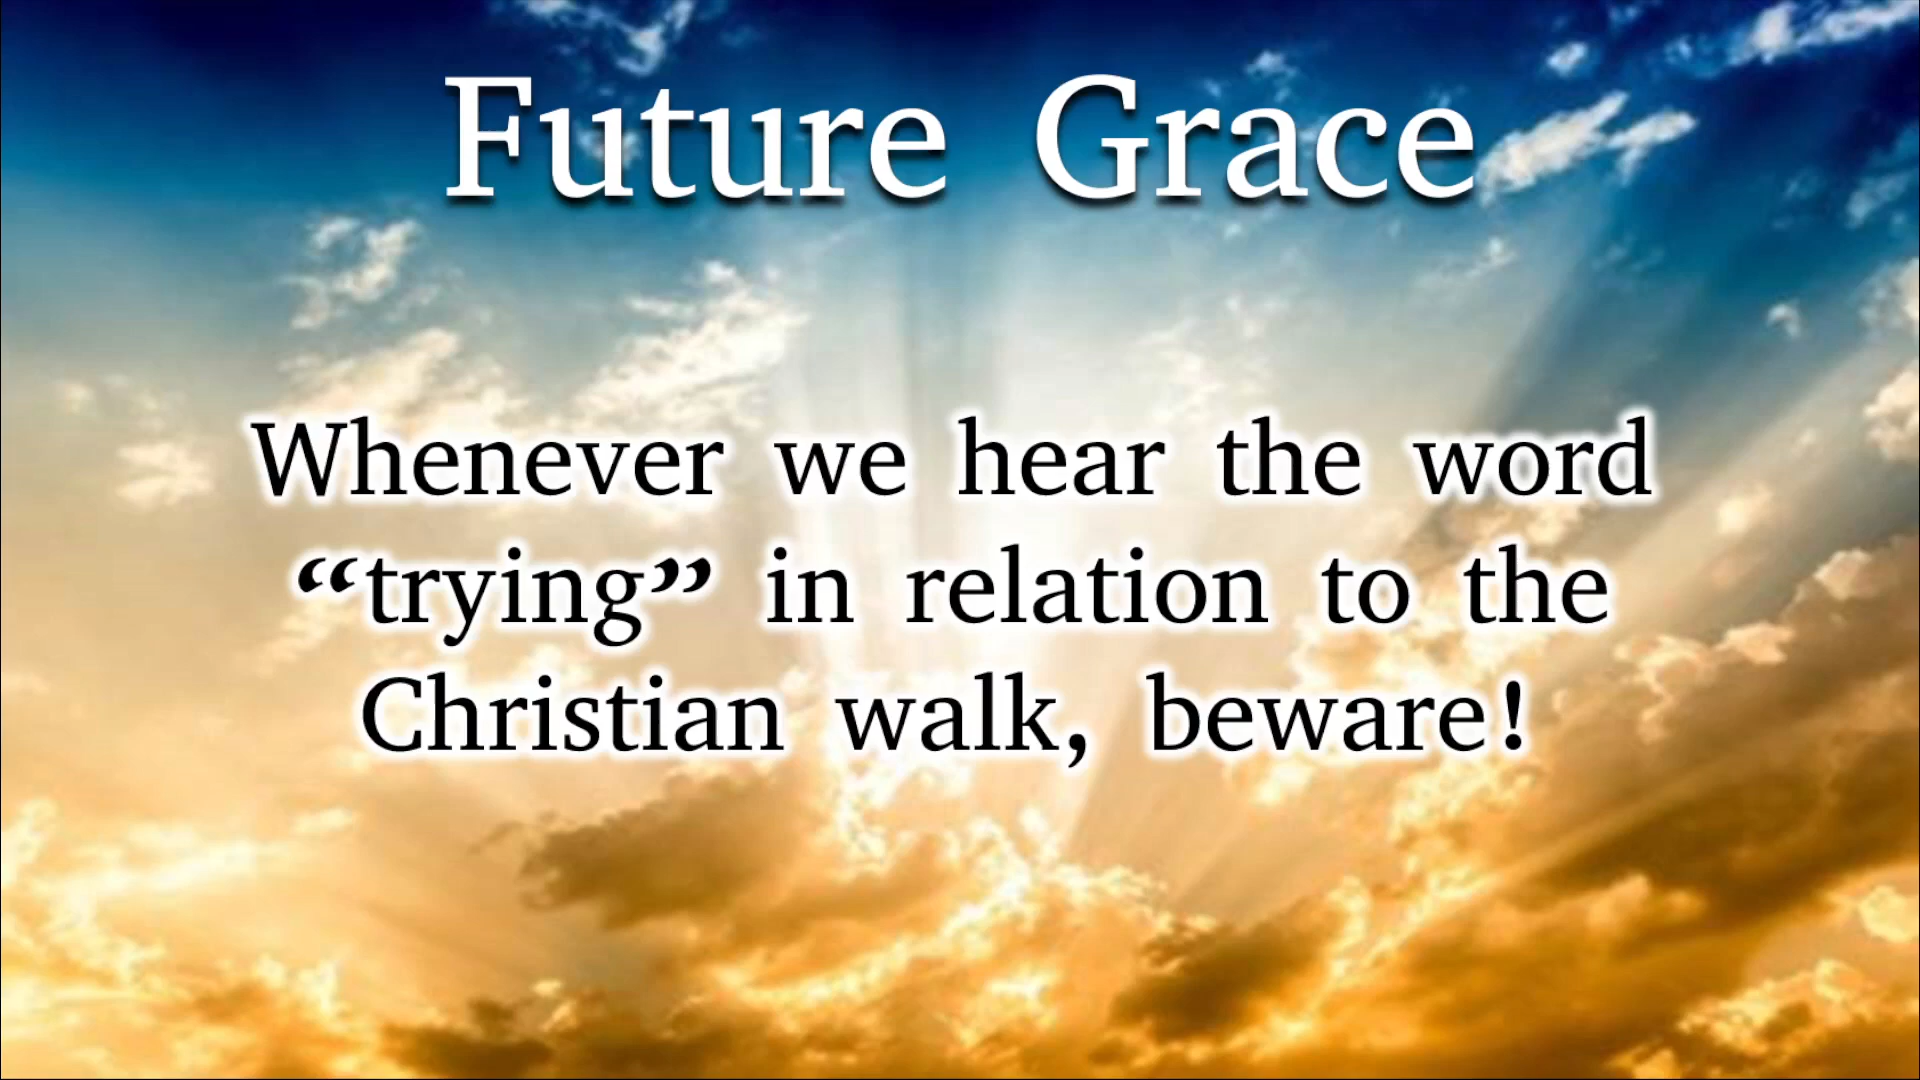 Future Grace
Whenever we hear the word
“trying” in relation to the
Christian walk, beware!